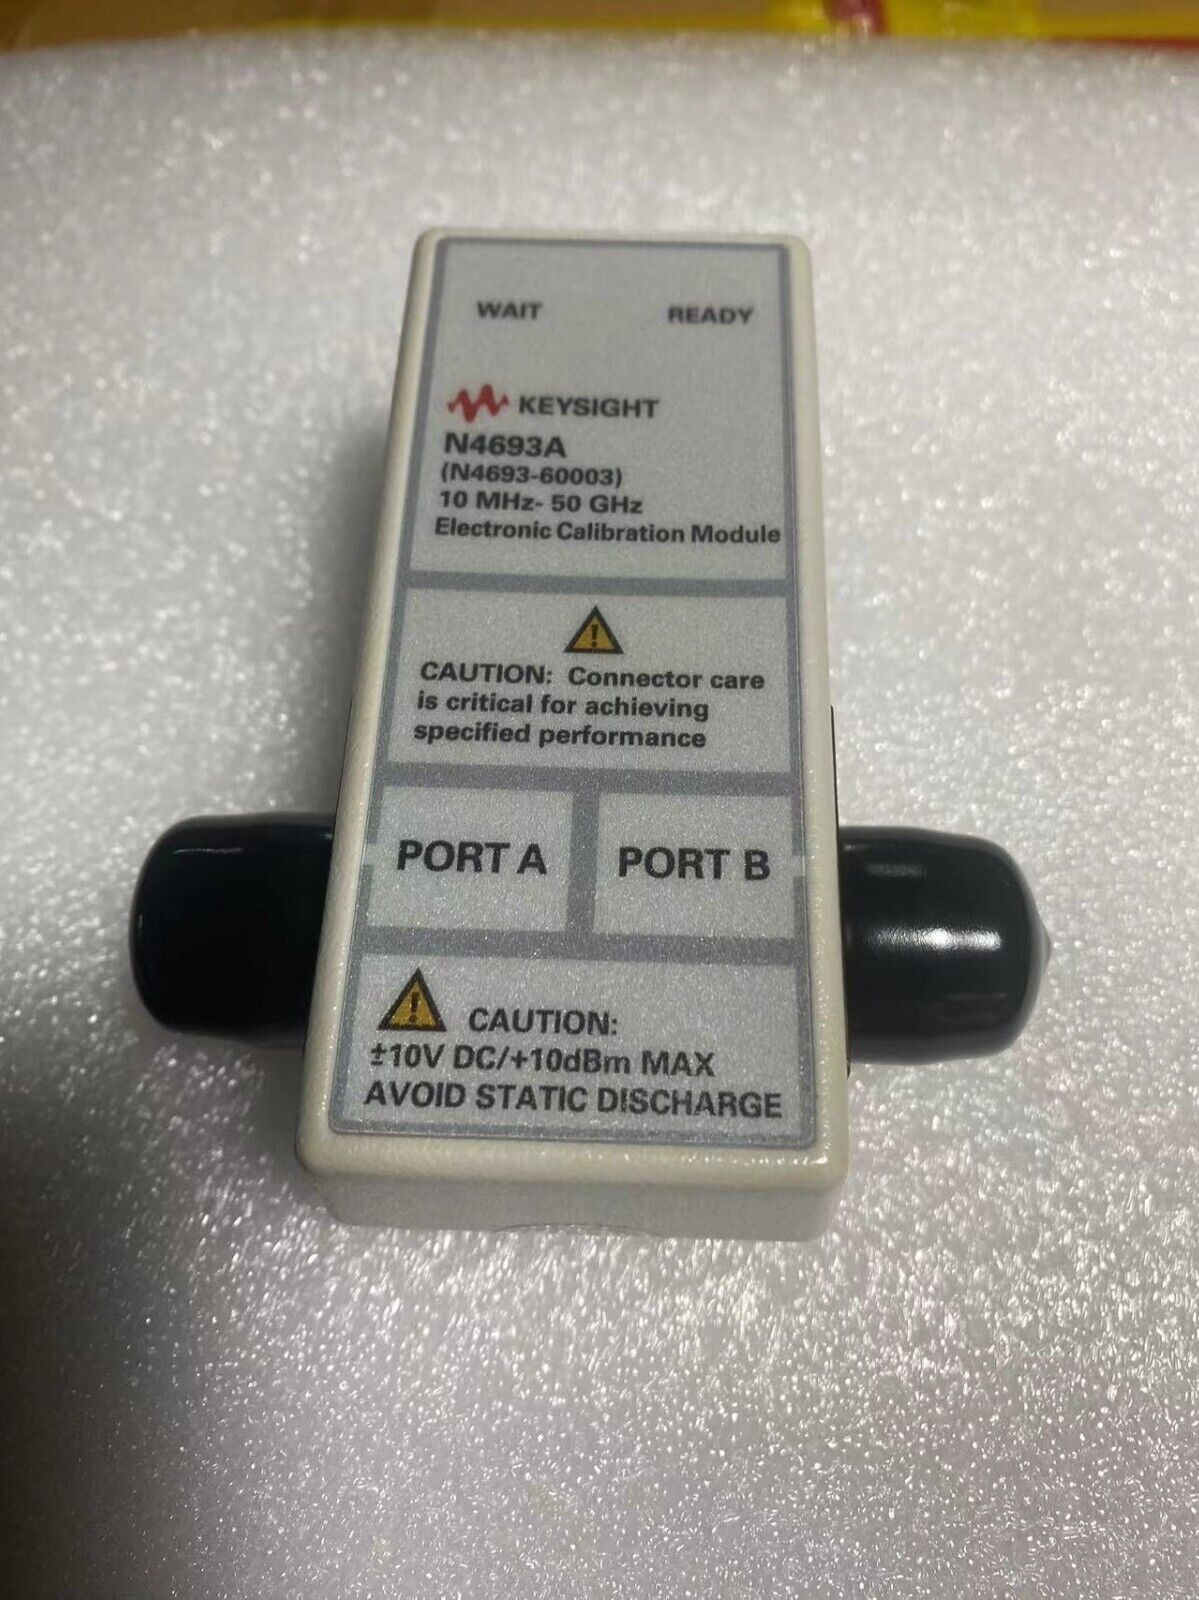 WAIT READY
KEYSIGHT
N4693A
(N4693-60003)
10 MHz- 50 GHz
Electronic Calibration Module
CAUTION: Connector care
is critical for achieving
specified performance
PORT A PORT B
CAUTION:
±10V DC/+10dBm MAX
AVOID STATIC DISCHARGE